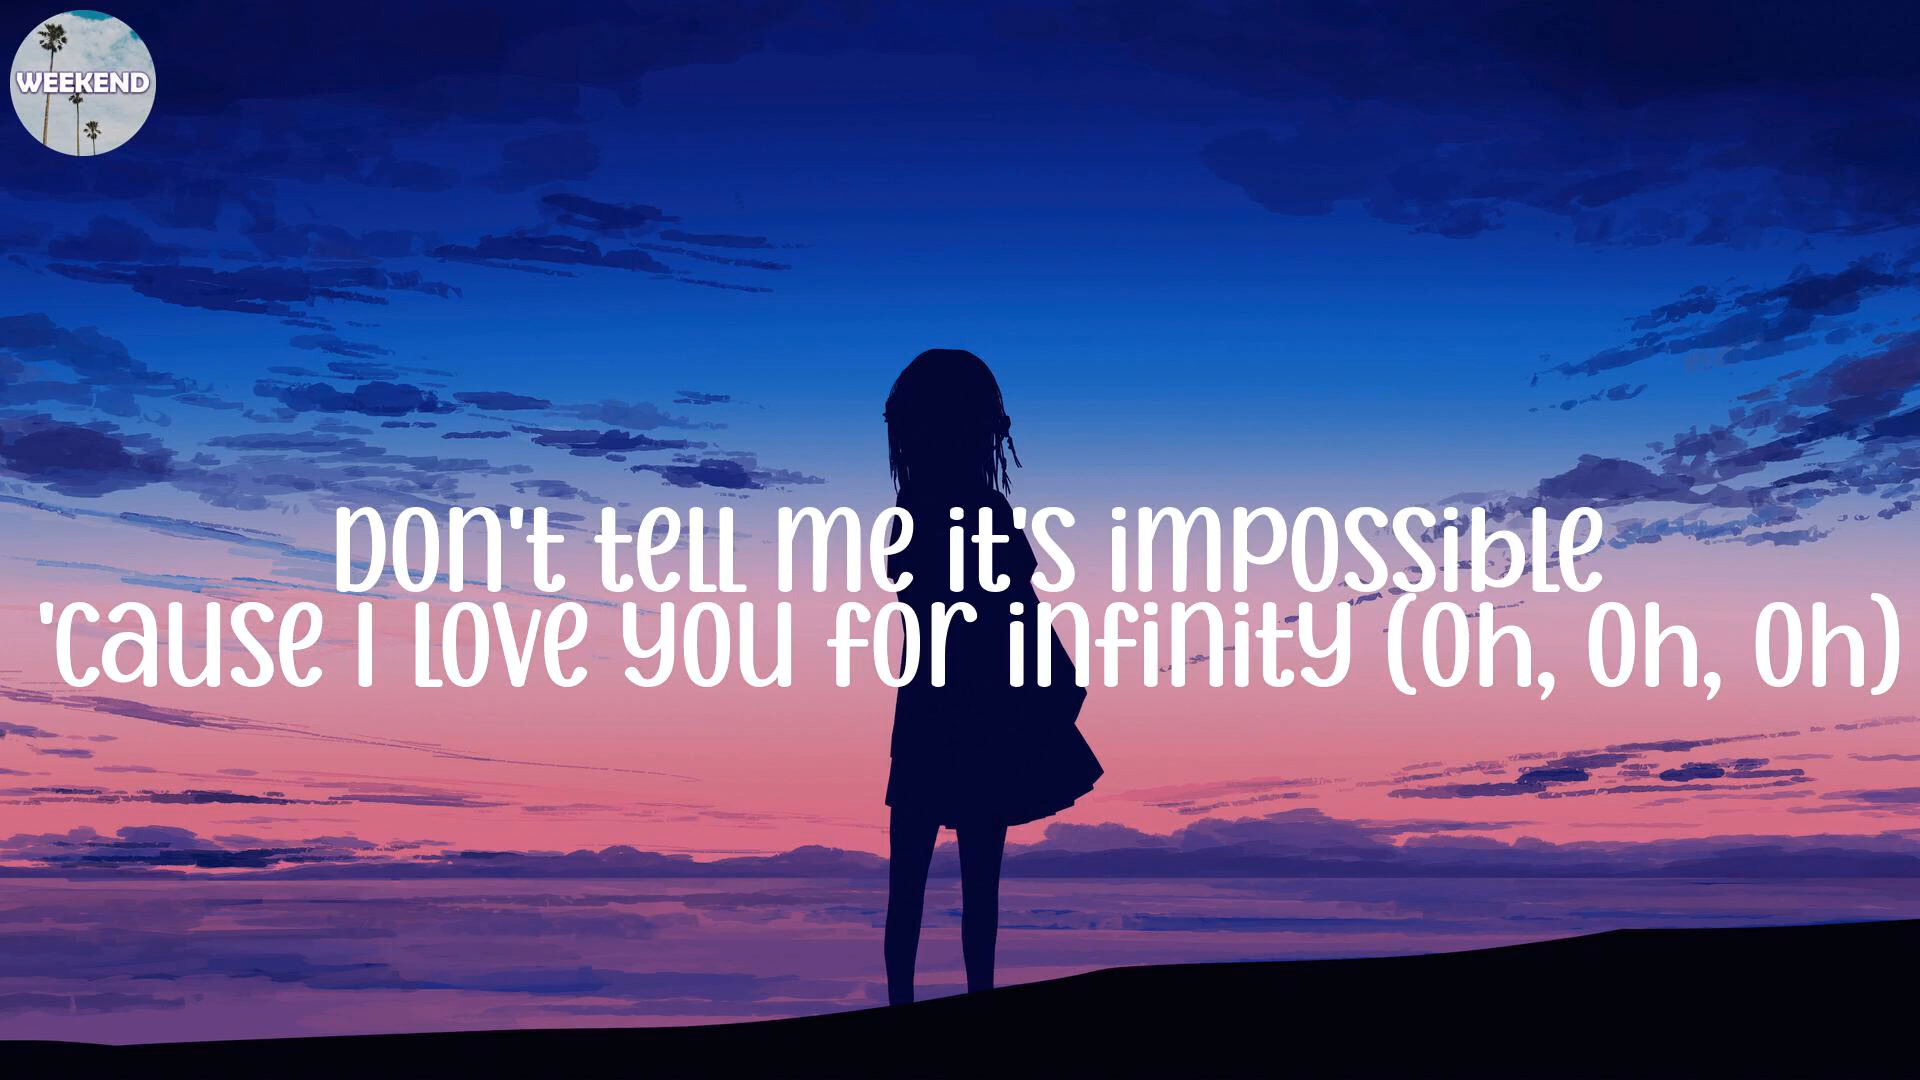 WEEKEND
Don't tell me it's impossible
'cause I love you for infinity (Oh, Oh, Oh)